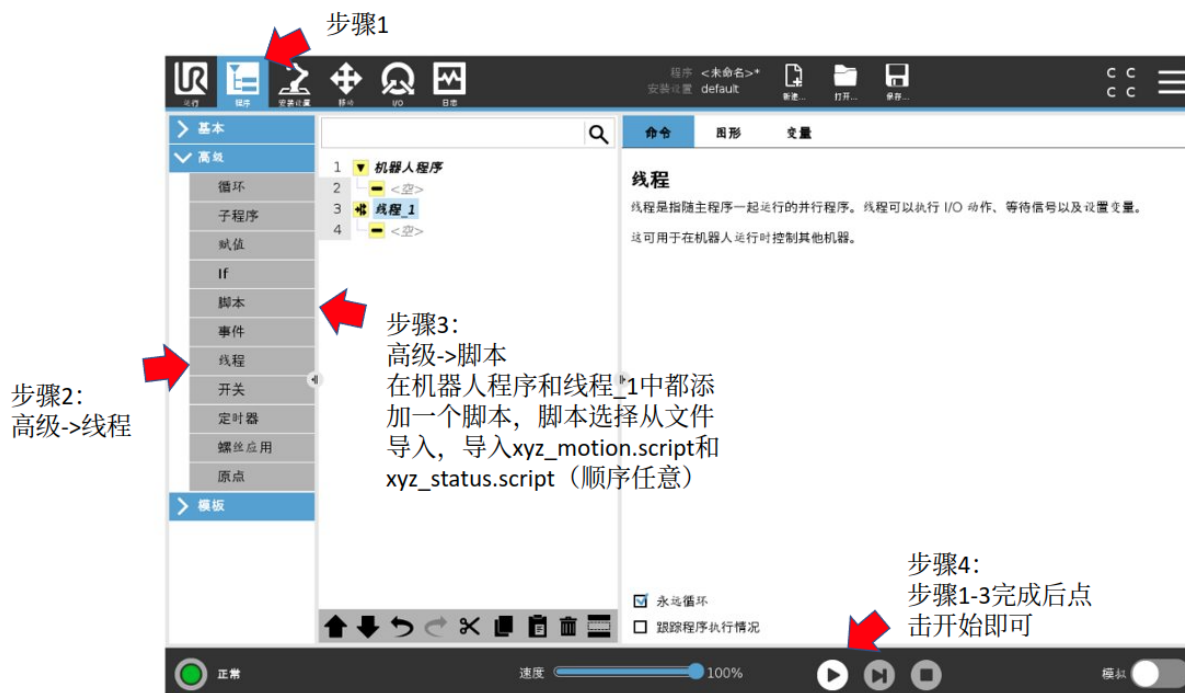 步骤1
UR
运行
程序
安装设置
移动
I/O
日志
程序 <未命名>*
安装设置 default
新建...
打开...
保存...
C C
C C
基本
高级
循环
子程序
赋值
If
脚本
事件
线程
开关
定时器
螺丝应用
原点
模板
1 机器人程序
2 <空>
3 线程_1
4 <空>
命令
图形
变量
线程
线程是指随主程序一起运行的并行程序。线程可以执行 I/O 动作、等待信号以及设置变量。
这可用于在机器人运行时控制其他机器。
步骤2：
高级->线程
步骤3：
高级->脚本
在机器人程序和线程_1中都添
加一个脚本，脚本选择从文件
导入，导入xyz_motion.script和
xyz_status.script（顺序任意）
步骤4：
步骤1-3完成后点
击开始即可
永远循环
跟踪程序执行情况
正常
速度
100%
模拟